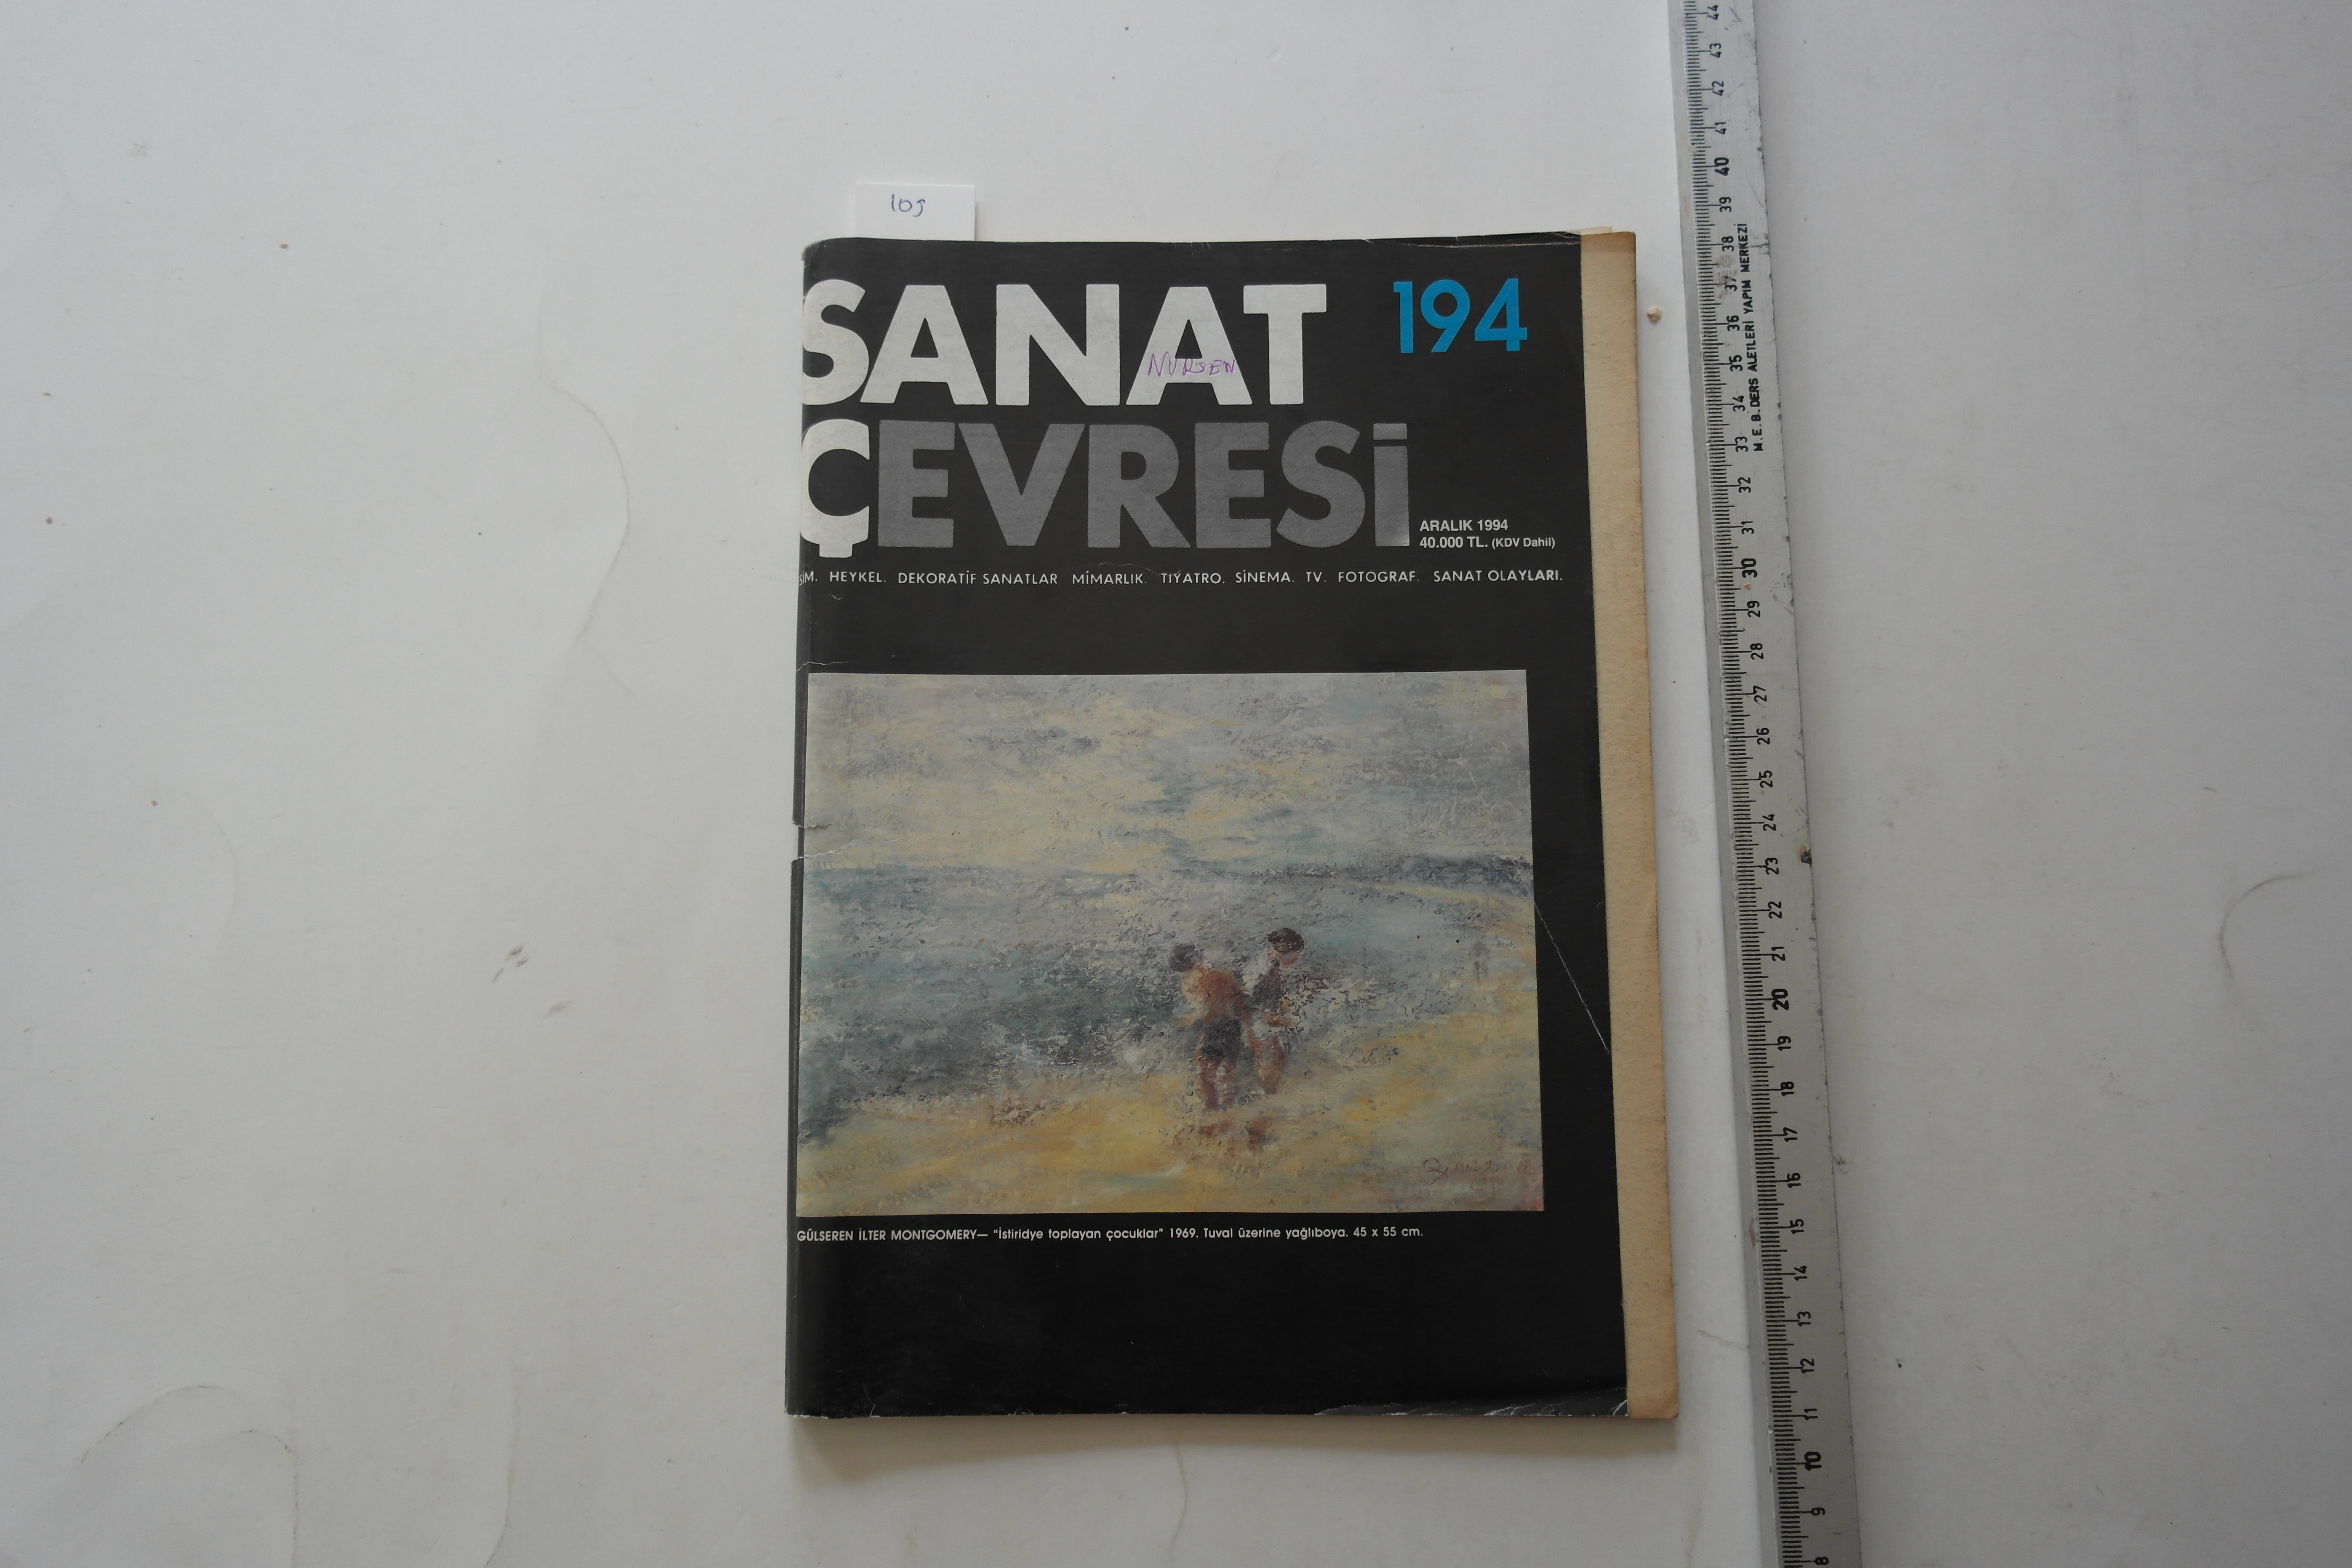 109
SANAT 194
NURSEN
ÇEVRESİ
ARALIK 1994
40.000 TL. (KDV Dahil)
SİM. HEYKEL. DEKORATİF SANATLAR MİMARLIK. TİYATRO. SİNEMA. TV. FOTOGRAF. SANAT OLAYLARI.
GÜLSEREN İLTER MONTGOMERY— "İstiridye toplayan çocuklar" 1969. Tuval üzerine yağlıboya. 45 x 55 cm.
M.E.B. DERS ALETLERİ YAPIM MERKEZİ
44 43 42 41 40 39 38 37 36 35 34 33 32 31 30 29 28 27 26 25 24 23 22 21 20 19 18 17 16 15 14 13 12 11 10 9 8